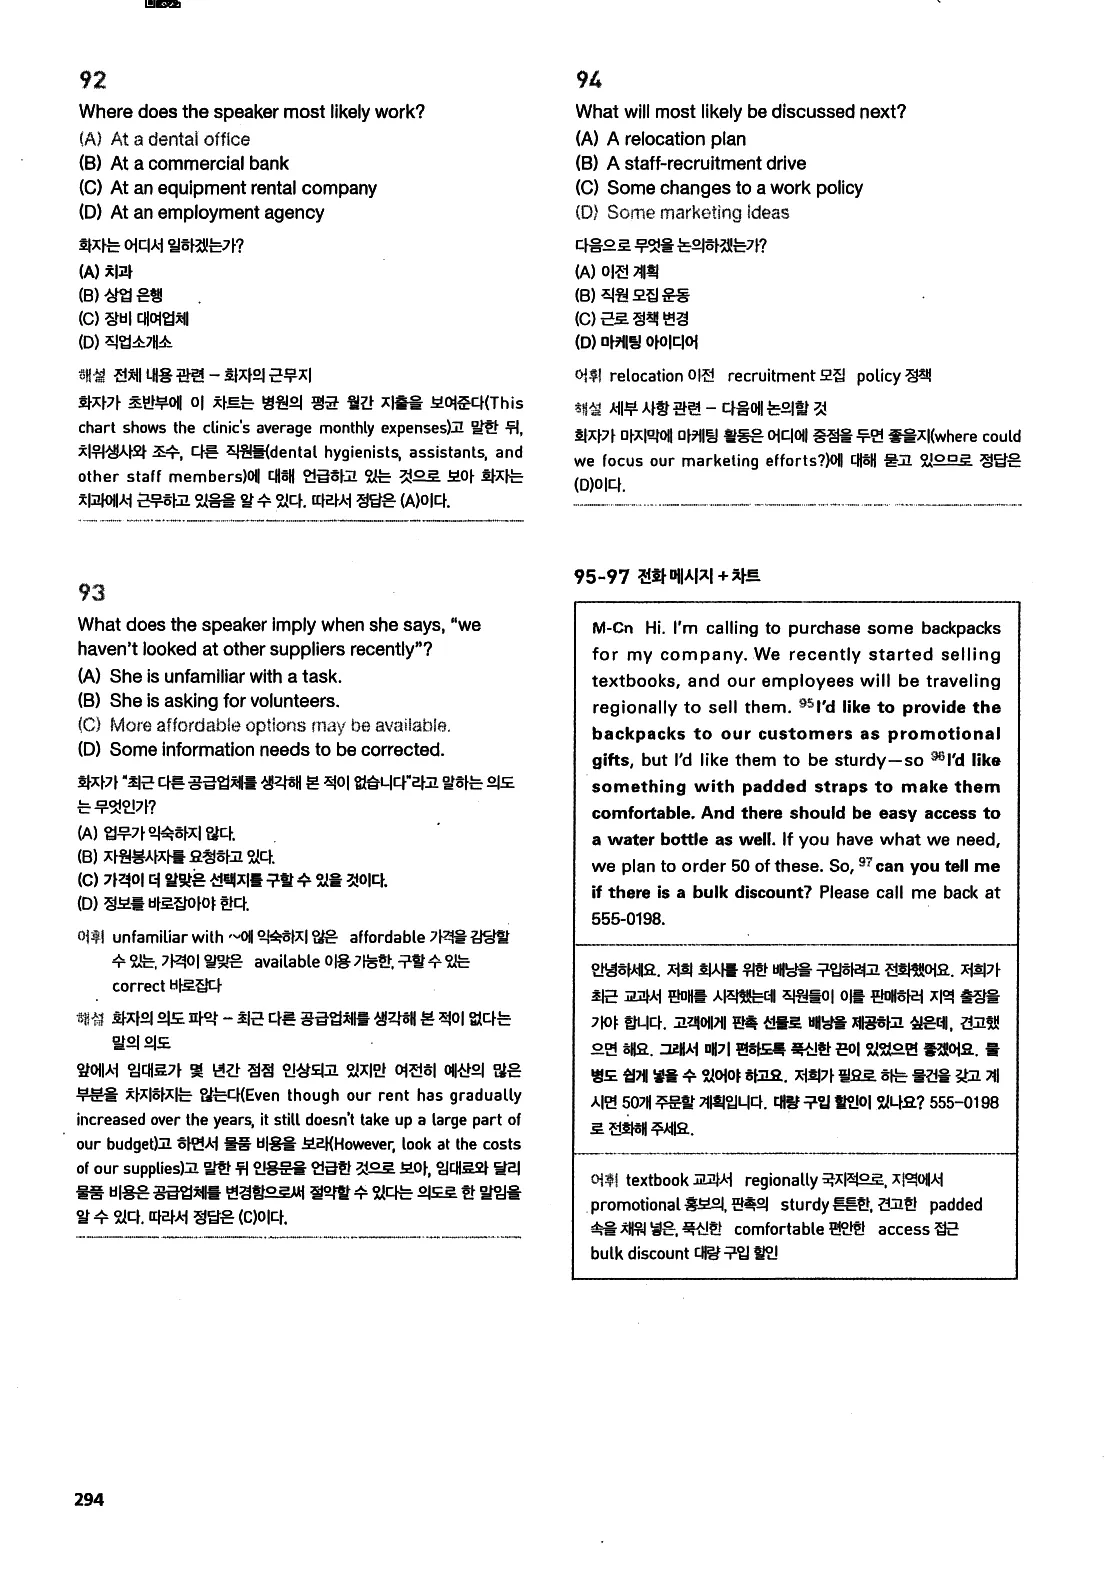 92
Where does the speaker most likely work?
(A) At a dental office
(B) At a commercial bank
(C) At an equipment rental company
(D) At an employment agency
화자는 어디서 일하겠는가?
(A) 치과
(B) 상업 은행
(C) 장비 대여업체
(D) 직업소개소
해설 전체 내용 관련 – 화자의 근무지
화자가 초반부에 이 차트는 병원의 평균 월간 지출을 보여준다(This
chart shows the clinic's average monthly expenses)고 말한 뒤,
치위생사와 조수, 다른 직원들(dental hygienists, assistants, and
other staff members)에 대해 언급하고 있는 것으로 보아 화자는
치과에서 근무하고 있음을 알 수 있다. 따라서 정답은 (A)이다.
93
What does the speaker imply when she says, "we
haven't looked at other suppliers recently"?
(A) She is unfamiliar with a task.
(B) She is asking for volunteers.
(C) More affordable options may be available.
(D) Some information needs to be corrected.
화자가 "최근 다른 공급업체를 생각해 본 적이 없습니다"라고 말하는 의도
는 무엇인가?
(A) 업무가 익숙하지 않다.
(B) 자원봉사자를 요청하고 있다.
(C) 가격이 더 알맞은 선택지를 구할 수 있을 것이다.
(D) 정보를 바로잡아야 한다.
어휘 unfamiliar with ~에 익숙하지 않은 affordable 가격을 감당할
수 있는, 가격이 알맞은 available 이용 가능한, 구할 수 있는
correct 바로잡다
해설 화자의 의도 파악 – 최근 다른 공급업체를 생각해 본 적이 없다는
말의 의도
앞에서 임대료가 몇 년간 점점 인상되고 있지만 여전히 예산의 많은
부분을 차지하지는 않는다(Even though our rent has gradually
increased over the years, it still doesn't take up a large part of
our budget)고 하면서 물품 비용을 보라(However, look at the costs
of our supplies)고 말한 뒤 인용문을 언급한 것으로 보아, 임대료와 달리
물품 비용은 공급업체를 변경함으로써 절약할 수 있다는 의도로 한 말임을
알 수 있다. 따라서 정답은 (C)이다.
94
What will most likely be discussed next?
(A) A relocation plan
(B) A staff-recruitment drive
(C) Some changes to a work policy
(D) Some marketing ideas
다음으로 무엇을 논의하겠는가?
(A) 이전 계획
(B) 직원 모집 운동
(C) 근로 정책 변경
(D) 마케팅 아이디어
어휘 relocation 이전 recruitment 모집 policy 정책
해설 세부 사항 관련 – 다음에 논의할 것
화자가 마지막에 마케팅 활동은 어디에 중점을 두면 좋을지(where could
we focus our marketing efforts?)에 대해 묻고 있으므로 정답은
(D)이다.
95-97 전화 메시지 + 차트
M-Cn Hi. I'm calling to purchase some backpacks
for my company. We recently started selling
textbooks, and our employees will be traveling
regionally to sell them. 95I'd like to provide the
backpacks to our customers as promotional
gifts, but I'd like them to be sturdy—so 96I'd like
something with padded straps to make them
comfortable. And there should be easy access to
a water bottle as well. If you have what we need,
we plan to order 50 of these. So, 97can you tell me
if there is a bulk discount? Please call me back at
555-0198.
안녕하세요. 저희 회사를 위한 배낭을 구입하려고 전화했어요. 저희가
최근 교과서 판매를 시작했는데 직원들이 이를 판매하러 지역 출장을
가야 합니다. 고객에게 판촉 선물로 배낭을 제공하고 싶은데, 견고했
으면 해요. 그래서 매기 편하도록 푹신한 끈이 있었으면 좋겠어요. 물
병도 쉽게 넣을 수 있어야 하고요. 저희가 필요로 하는 물건을 갖고 계
시면 50개 주문할 계획입니다. 대량 구입 할인이 있나요? 555-0198
로 전화해 주세요.
어휘 textbook 교과서 regionally 국지적으로, 지역에서
promotional 홍보의, 판촉의 sturdy 튼튼한, 견고한 padded
속을 채워 넣은, 푹신한 comfortable 편안한 access 접근
bulk discount 대량 구입 할인
294